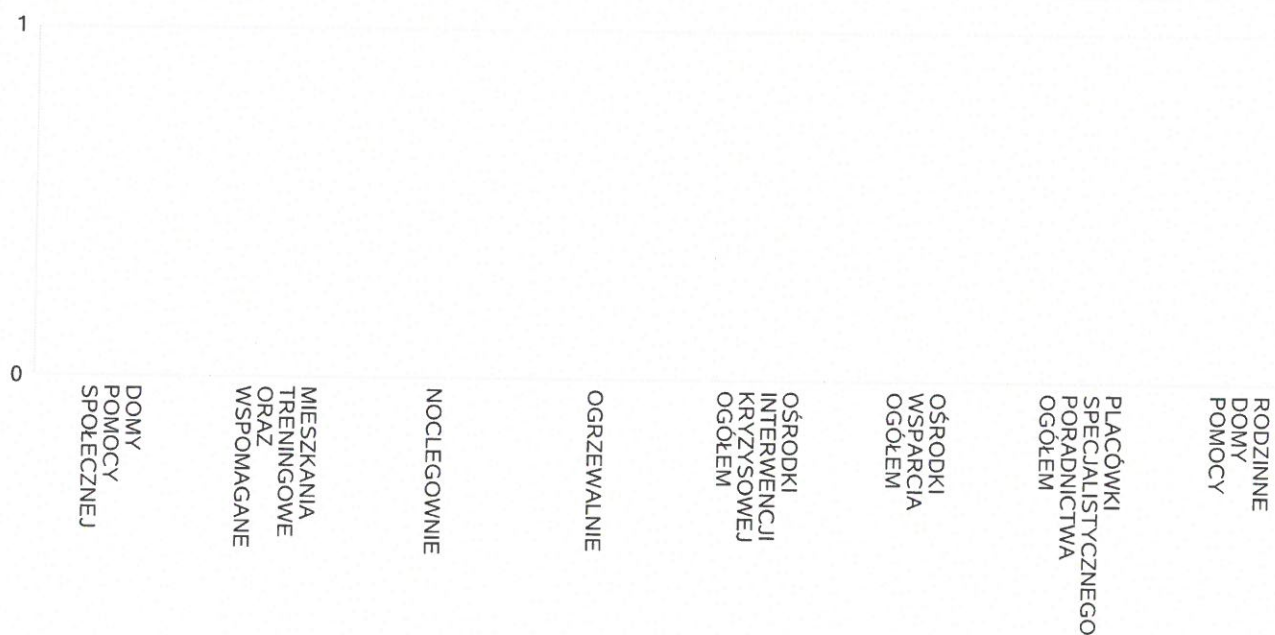 1
0
DOMY
POMOCY
SPOŁECZNEJ
MIESZKANIA
TRENINGOWE
ORAZ
WSPOMAGANE
NOCLEGOWNIE
OGRZEWALNIE
OŚRODKI
INTERWENCJI
KRYZYSOWEJ
OGÓŁEM
OŚRODKI
WSPARCIA
OGÓŁEM
PLACÓWKI
SPECJALISTYCZNEGO
PORADNICTWA
OGÓŁEM
RODZINNE
DOMY
POMOCY